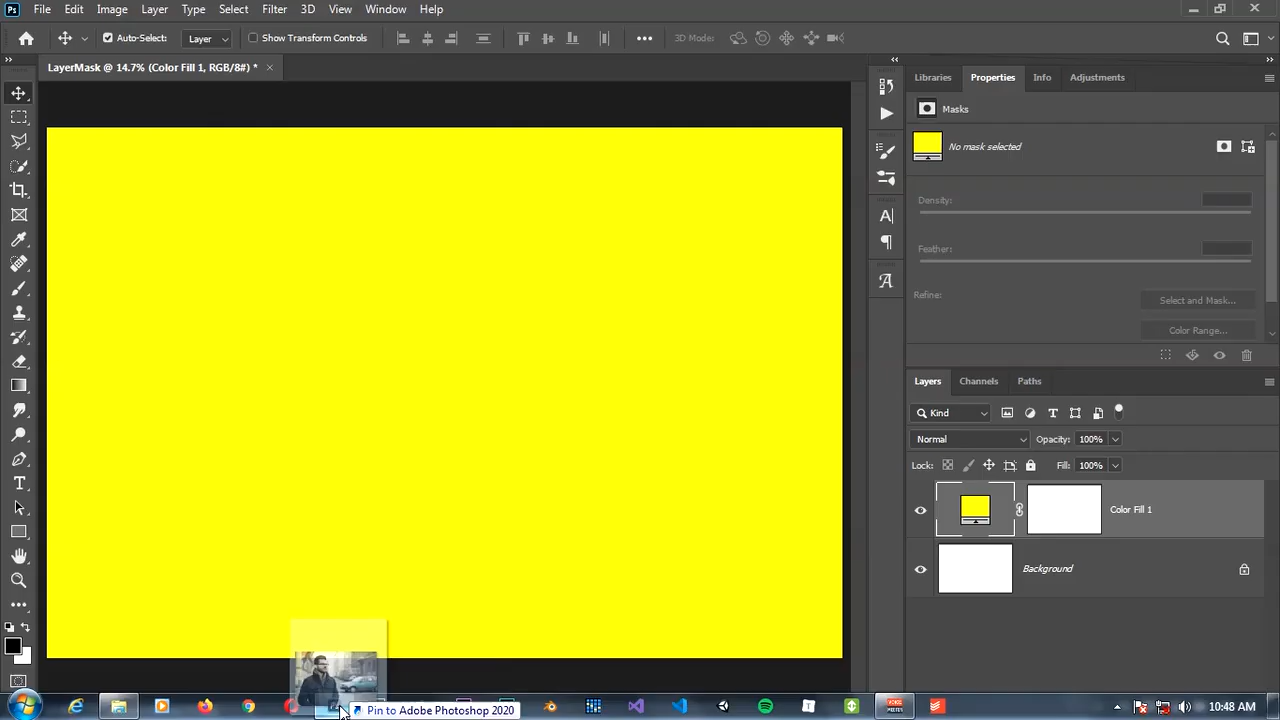 Ps File Edit Image Layer Type Select Filter 3D View Window Help
Auto-Select: Layer Show Transform Controls 3D Mode:
LayerMask @ 14.7% (Color Fill 1, RGB/8#) *
Libraries Properties Info Adjustments
Masks
No mask selected
Density:
Feather:
Refine:
Select and Mask...
Color Range...
Layers Channels Paths
Kind
Normal Opacity: 100%
Lock: Fill: 100%
Color Fill 1
Background
Pin to Adobe Photoshop 2020
10:48 AM